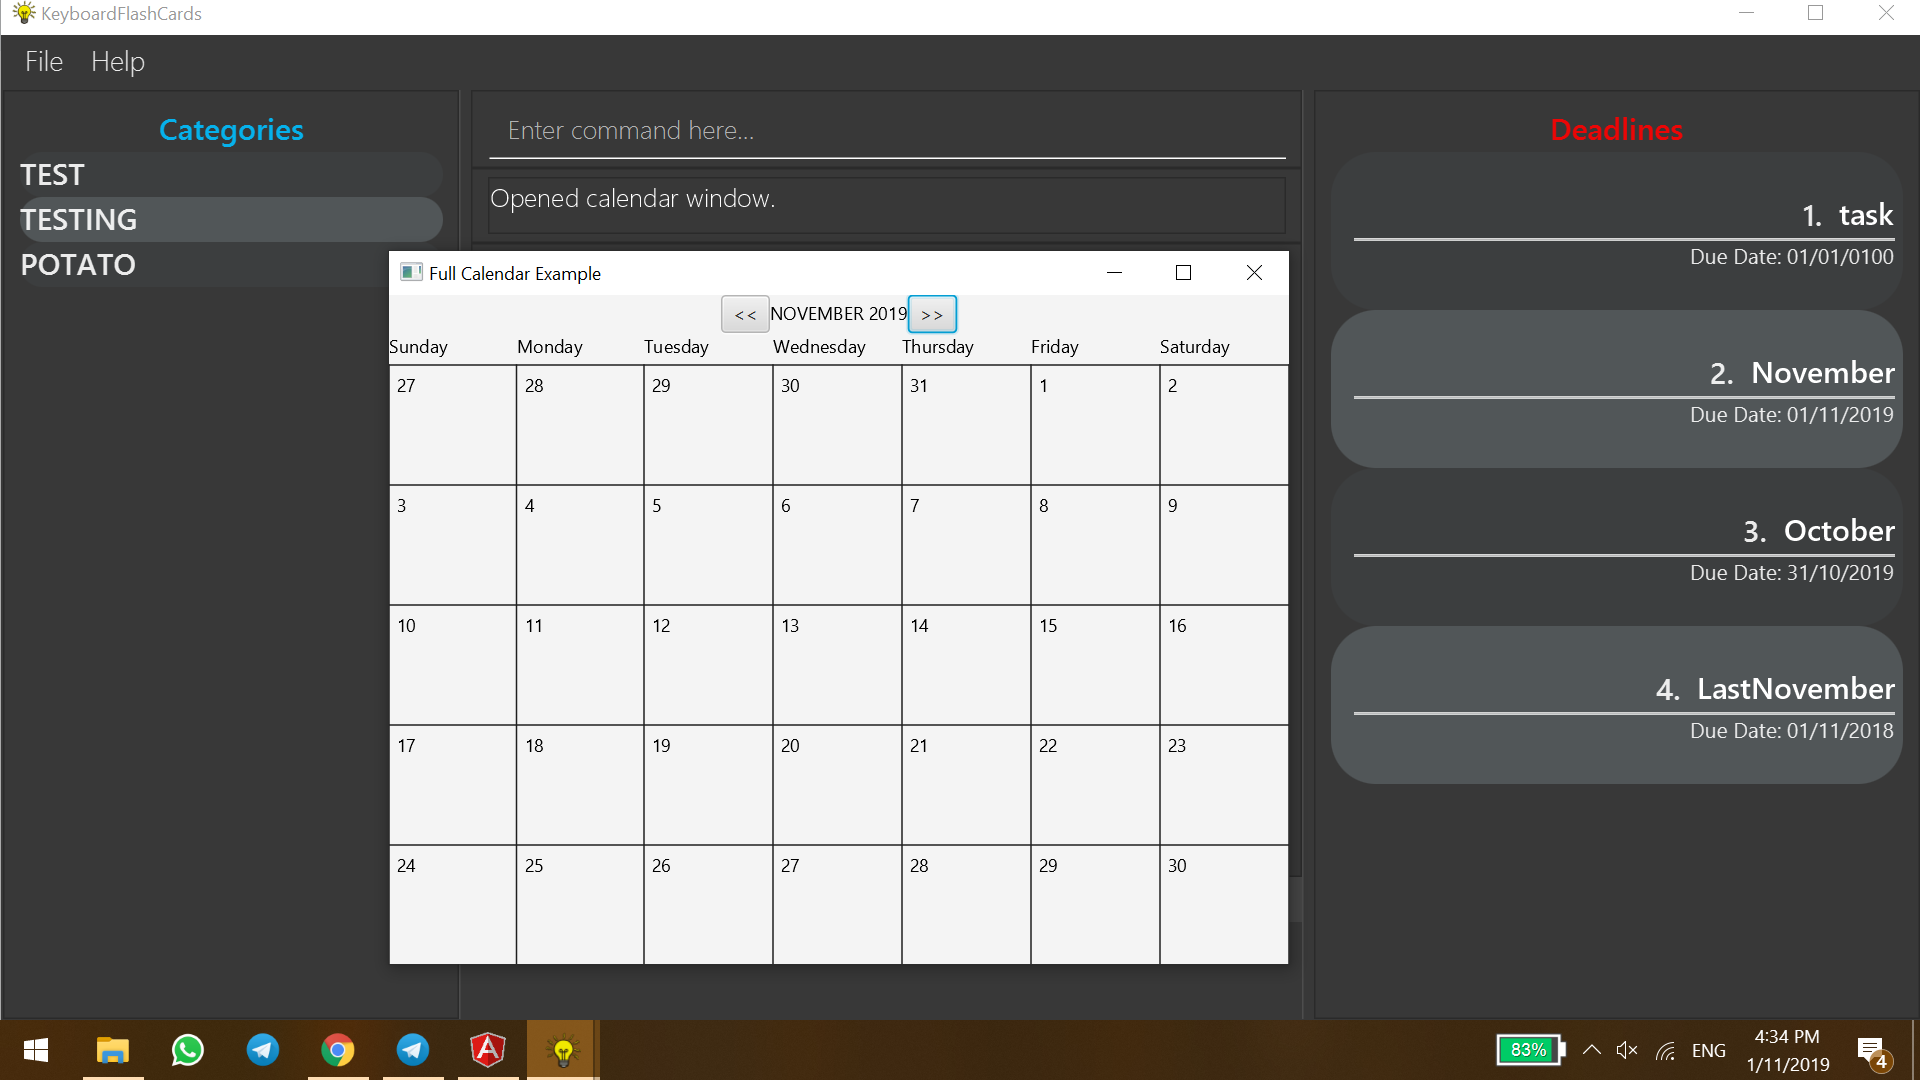 KeyboardFlashCards
File Help
Categories
TEST
TESTING
POTATO
Enter command here...
Opened calendar window.
Full Calendar Example
<< NOVEMBER 2019 >>
Sunday Monday Tuesday Wednesday Thursday Friday Saturday
27 28 29 30 31 1 2
3 4 5 6 7 8 9
10 11 12 13 14 15 16
17 18 19 20 21 22 23
24 25 26 27 28 29 30
Deadlines
1. task
Due Date: 01/01/0100
2. November
Due Date: 01/11/2019
3. October
Due Date: 31/10/2019
4. LastNovember
Due Date: 01/11/2018
83%
ENG
4:34 PM
1/11/2019
4